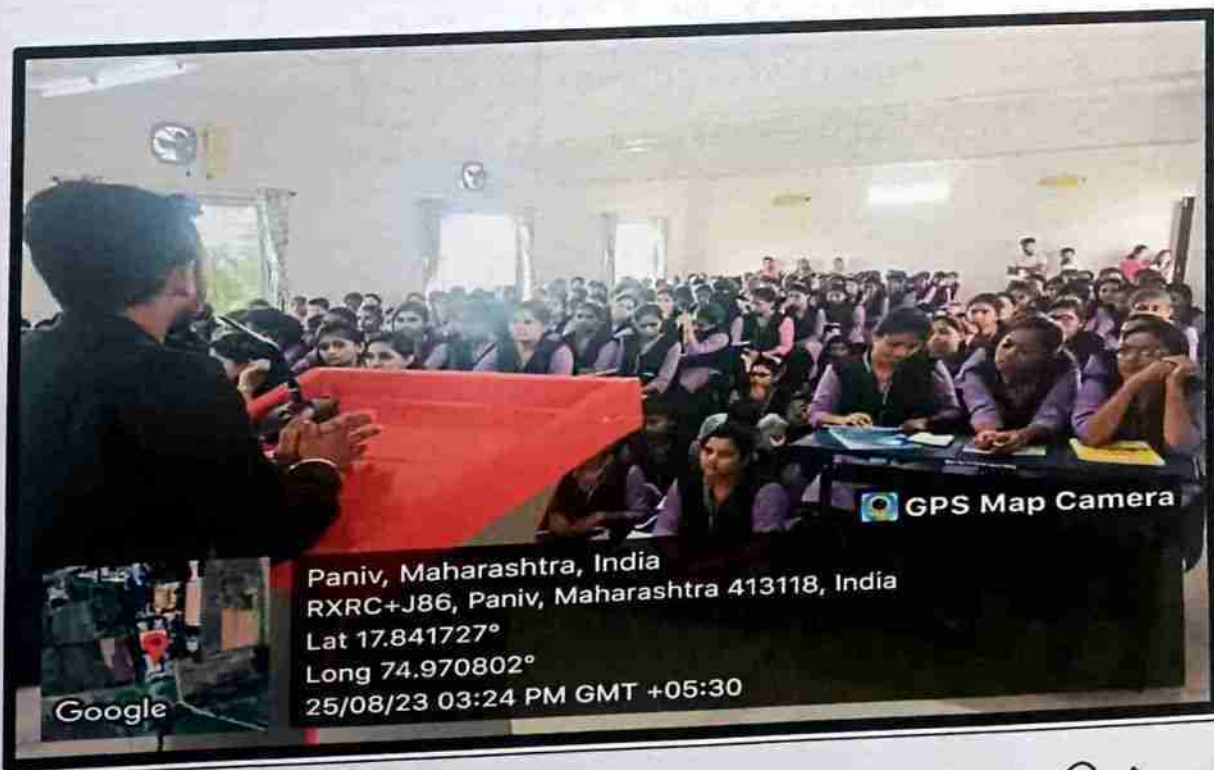 GPS Map Camera
Paniv, Maharashtra, India
RXRC+J86, Paniv, Maharashtra 413118, India
Lat 17.841727°
Long 74.970802°
25/08/23 03:24 PM GMT +05:30
Google